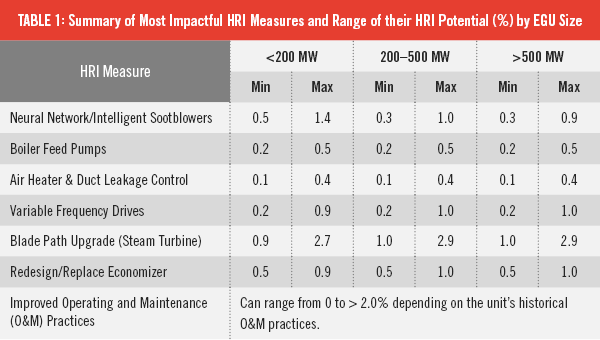 TABLE 1: Summary of Most Impactful HRI Measures and Range of their HRI Potential (%) by EGU Size
HRI Measure <200 MW 200–500 MW >500 MW
Min Max Min Max Min Max
Neural Network/Intelligent Sootblowers 0.5 1.4 0.3 1.0 0.3 0.9
Boiler Feed Pumps 0.2 0.5 0.2 0.5 0.2 0.5
Air Heater & Duct Leakage Control 0.1 0.4 0.1 0.4 0.1 0.4
Variable Frequency Drives 0.2 0.9 0.2 1.0 0.2 1.0
Blade Path Upgrade (Steam Turbine) 0.9 2.7 1.0 2.9 1.0 2.9
Redesign/Replace Economizer 0.5 0.9 0.5 1.0 0.5 1.0
Improved Operating and Maintenance
(O&M) Practices
Can range from 0 to > 2.0% depending on the unit's historical
O&M practices.